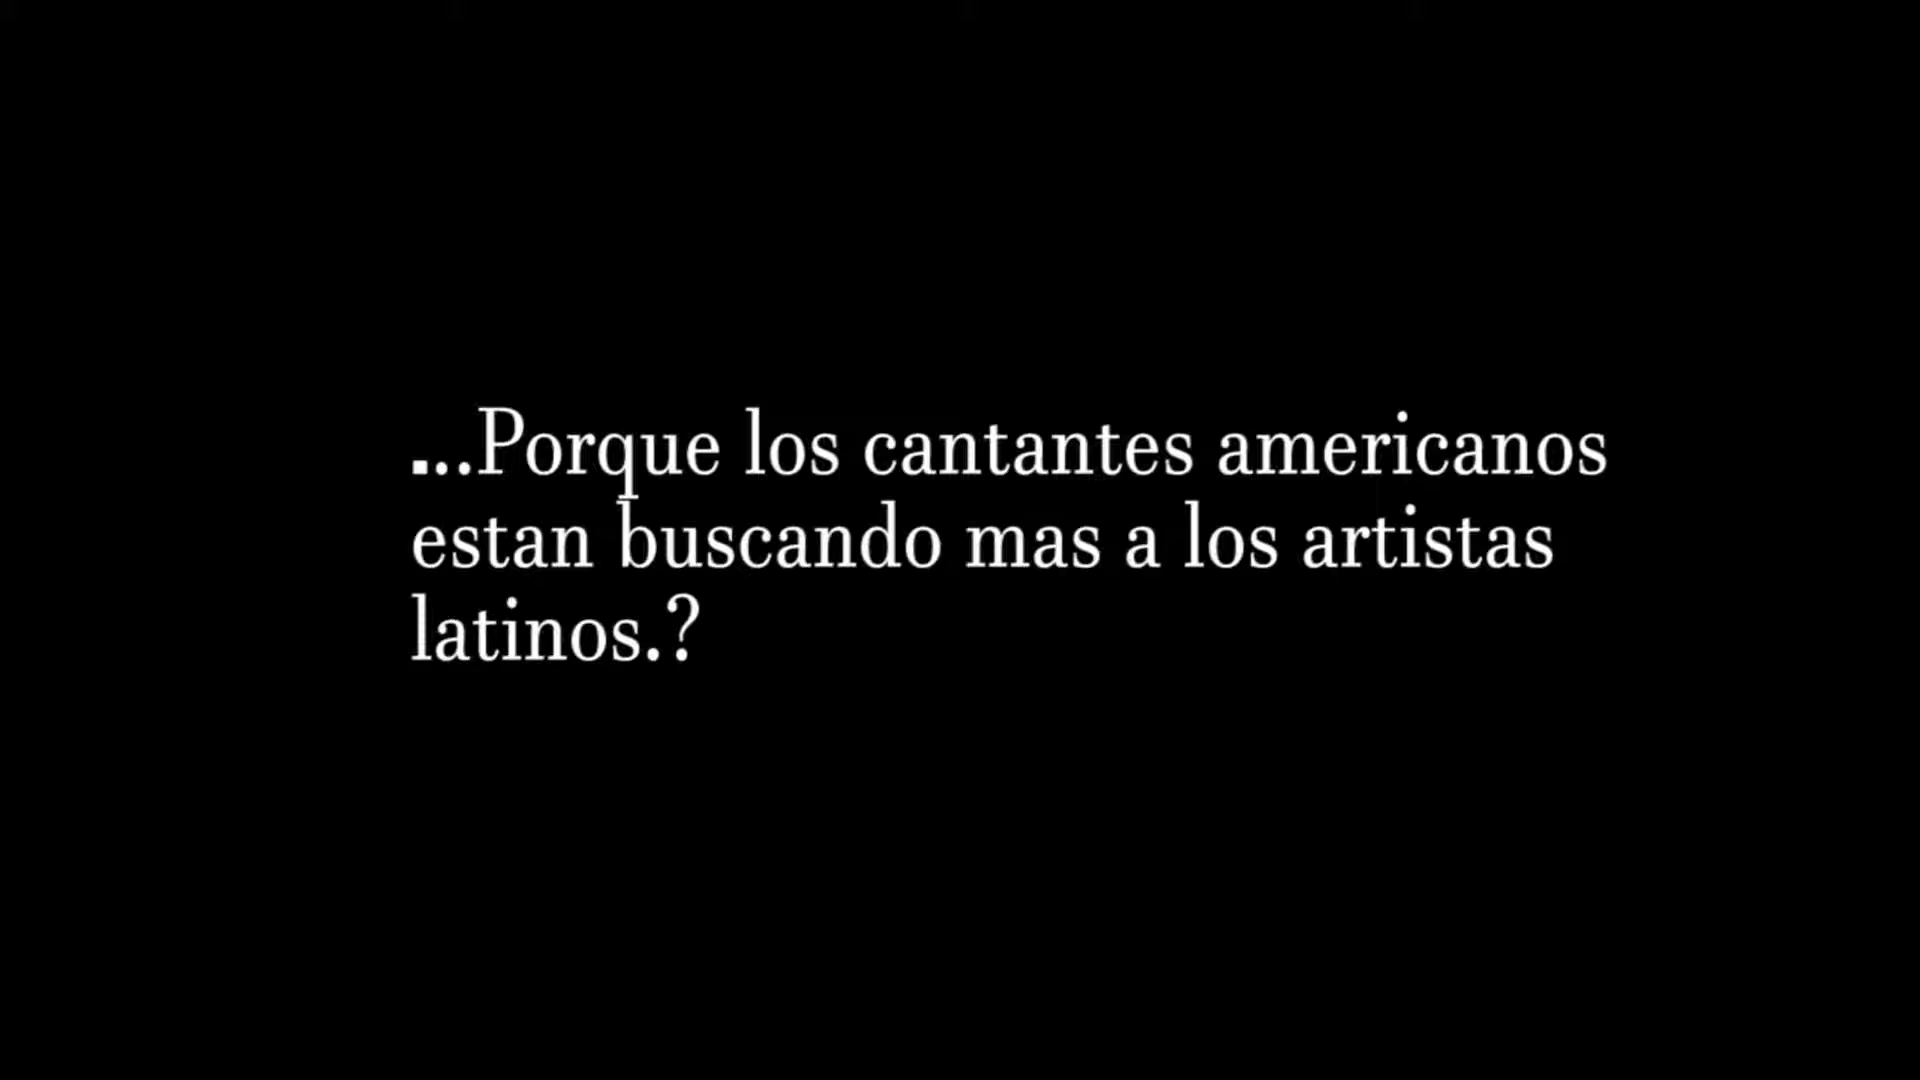 ...Porque los cantantes americanos
estan buscando mas a los artistas
latinos.?